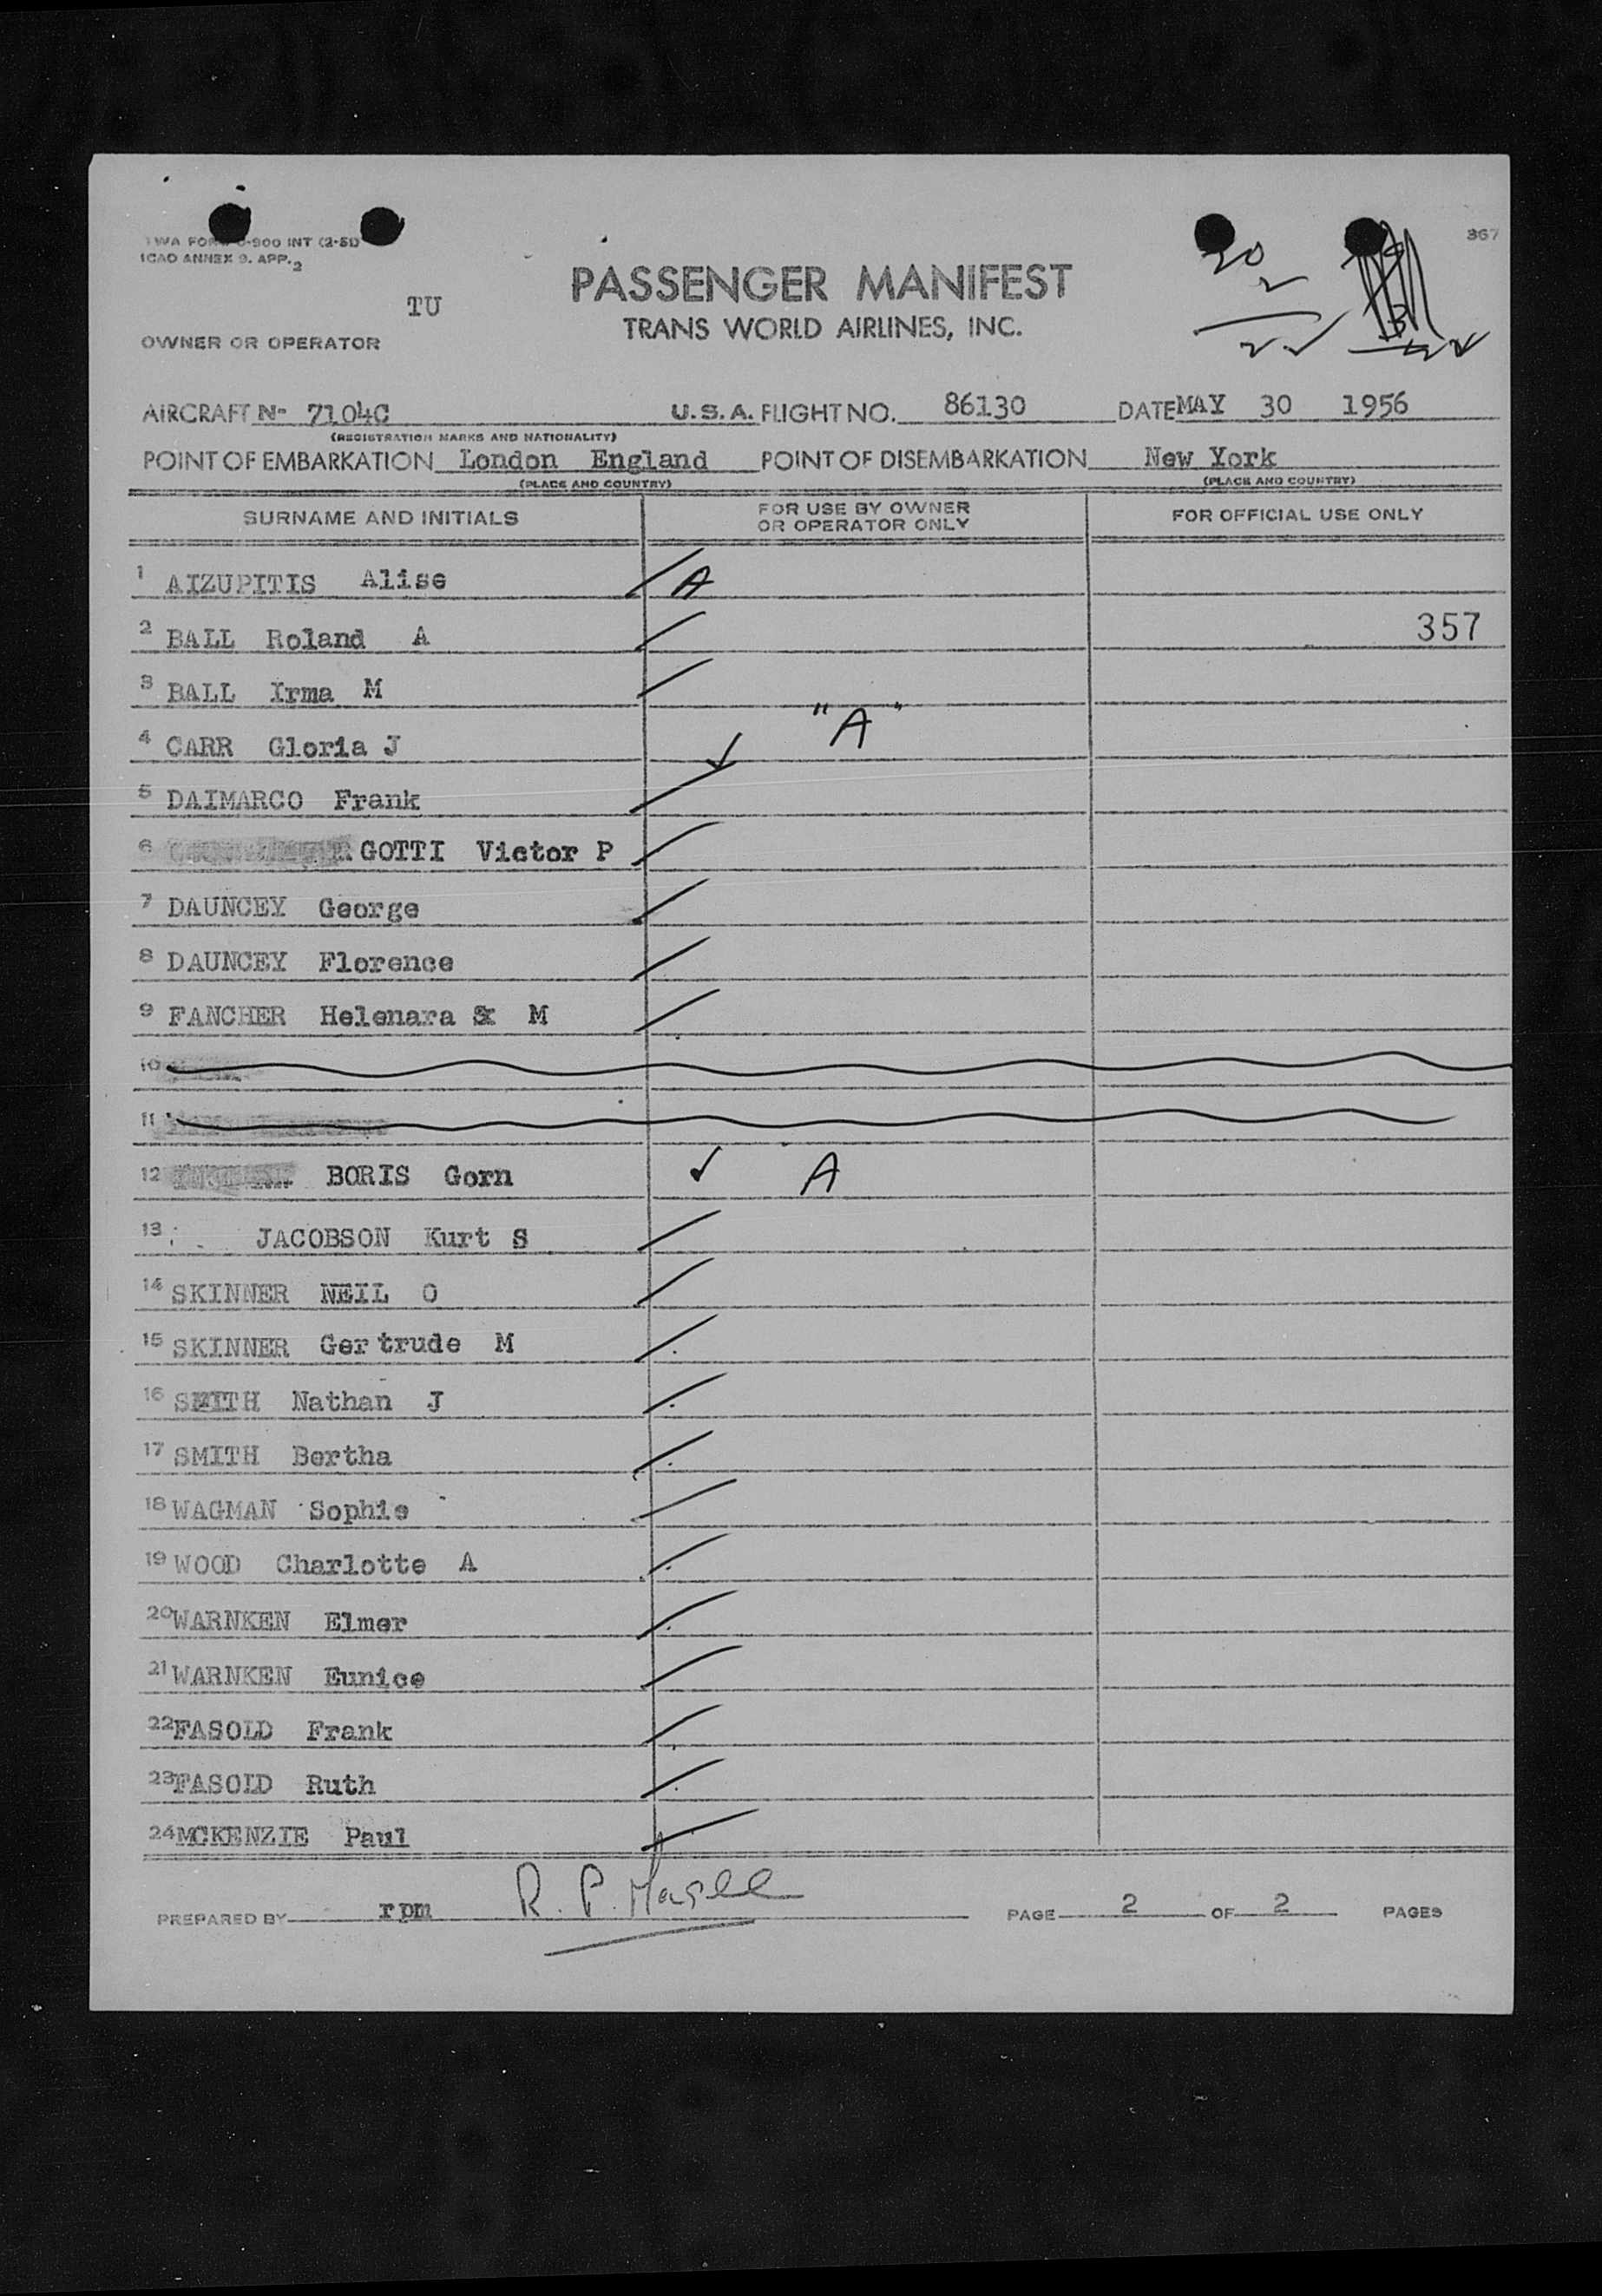 367
TWA FORM O-900 INT (2-51)
ICAO ANNEX 9. APP. 2
20
2
TU
PASSENGER MANIFEST
TRANS WORLD AIRLINES, INC.
OWNER OR OPERATOR
22
AIRCRAFT N- 7104C U.S.A. FLIGHT NO. 86130 DATE MAY 30 1956
(REGISTRATION MARKS AND NATIONALITY)
POINT OF EMBARKATION London England POINT OF DISEMBARKATION New York
(PLACE AND COUNTRY) (PLACE AND COUNTRY)
SURNAME AND INITIALS FOR USE BY OWNER OR OPERATOR ONLY FOR OFFICIAL USE ONLY
1 AIZUPITIS Alise A
2 BALL Roland A 357
3 BALL Irma M
4 CARR Gloria J "A"
5 DAIMARCO Frank
6 GOTTI Victor P
7 DAUNCEY George
8 DAUNCEY Florence
9 FANCHER Helenara M
10
11
12 BORIS Gorn A
13 JACOBSON Kurt S
14 SKINNER NEIL O
15 SKINNER Gertrude M
16 SMITH Nathan J
17 SMITH Bertha
18 WAGMAN Sophie
19 WOOD Charlotte A
20 WARNKEN Elmer
21 WARNKEN Eunice
22 FASOLD Frank
23 FASOLD Ruth
24 MCKENZIE Paul
PREPARED BY rpm R. P. Magee PAGE 2 OF 2 PAGES